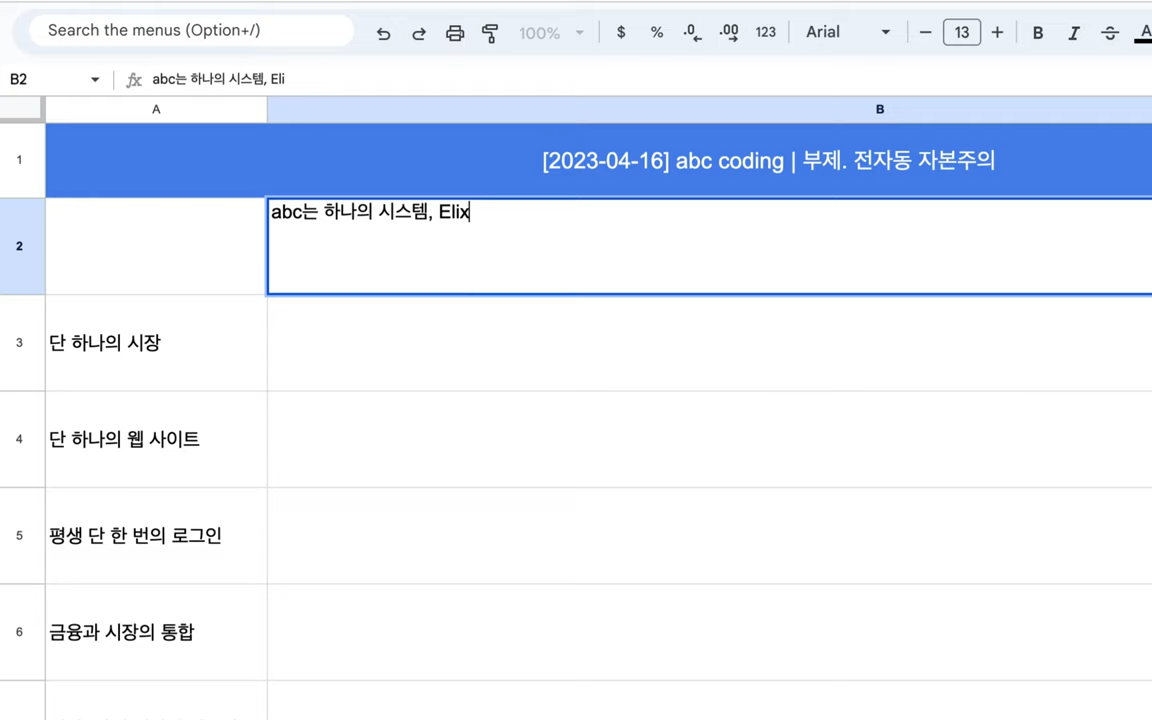 Search the menus (Option+/)
100%
$ % .0 .00 123
Arial
13
B I A
B2
fx abc는 하나의 시스템, Eli
A B
1 [2023-04-16] abc coding | 부제. 전자동 자본주의
2 abc는 하나의 시스템, Elix
3 단 하나의 시장
4 단 하나의 웹 사이트
5 평생 단 한 번의 로그인
6 금융과 시장의 통합